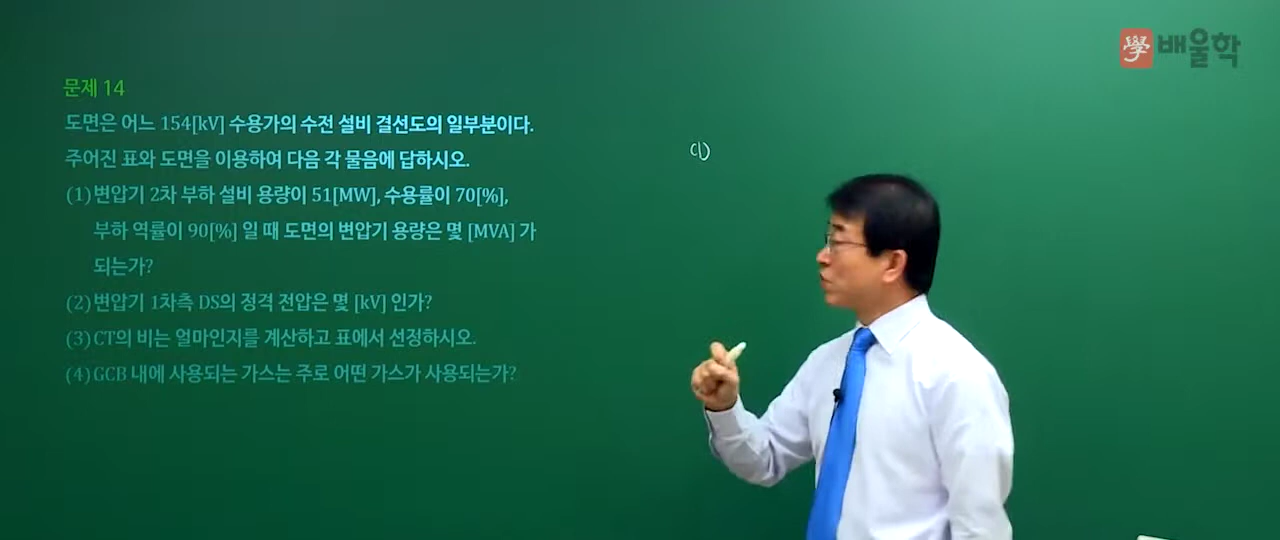 學 배울학
문제 14
도면은 어느 154[kV] 수용가의 수전 설비 결선도의 일부분이다.
주어진 표와 도면을 이용하여 다음 각 물음에 답하시오.
(1) 변압기 2차 부하 설비 용량이 51[MW], 수용률이 70[%],
부하 역률이 90[%] 일 때 도면의 변압기 용량은 몇 [MVA] 가
되는가?
(2) 변압기 1차측 DS의 정격 전압은 몇 [kV] 인가?
(3) CT의 비는 얼마인지를 계산하고 표에서 선정하시오.
(4) GCB 내에 사용되는 가스는 주로 어떤 가스가 사용되는가?
(1)